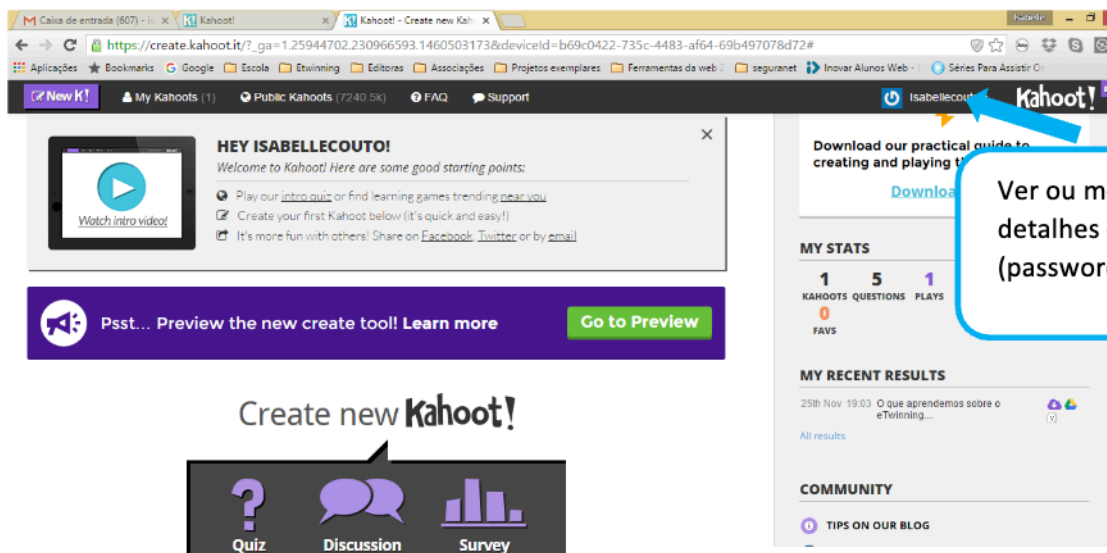 Caixa de entrada (607) - is
Kahoot!
Kahoot! - Create new Kah
Isabelle
https://create.kahoot.it/?_ga=1.25944702.230966593.1460503173&deviceId=b69c0422-735c-4483-af64-69b497078d72#
Aplicações Bookmarks Google Escola Etwinning Editoras Associações Projetos exemplares Ferramentas da web 2 seguranet Inovar Alunos Web - Séries Para Assistir On
New K! My Kahoots (1) Public Kahoots (7240.5k) FAQ Support Isabellecout Kahoot!
HEY ISABELLECOUTO!
Welcome to Kahoot! Here are some good starting points:
Play our intro quiz or find learning games trending near you
Create your first Kahoot below (it's quick and easy!)
It's more fun with others! Share on Facebook, Twitter or by email
Watch intro video!
Psst... Preview the new create tool! Learn more Go to Preview
Create new Kahoot!
Quiz Discussion Survey
Download our practical guide to
creating and playing
Downloa
Ver ou m
detalhes
(passwor
MY STATS
1 5 1
KAHOOTS QUESTIONS PLAYS
0
FAVS
MY RECENT RESULTS
25th Nov 19:03 O que aprendemos sobre o
eTwinning....
All results
COMMUNITY
TIPS ON OUR BLOG